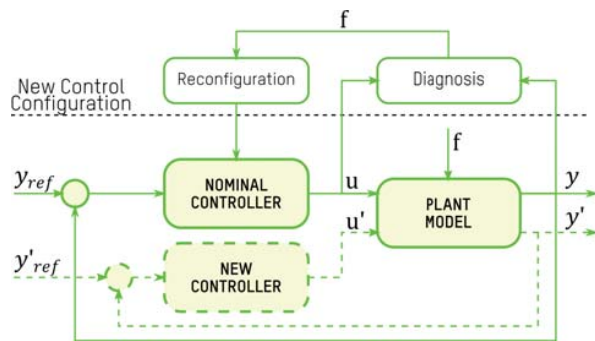 f
Reconfiguration
Diagnosis
New Control
Configuration
f
y_ref
NOMINAL
CONTROLLER
u
PLANT
MODEL
y
u'
y'
y'_ref
NEW
CONTROLLER